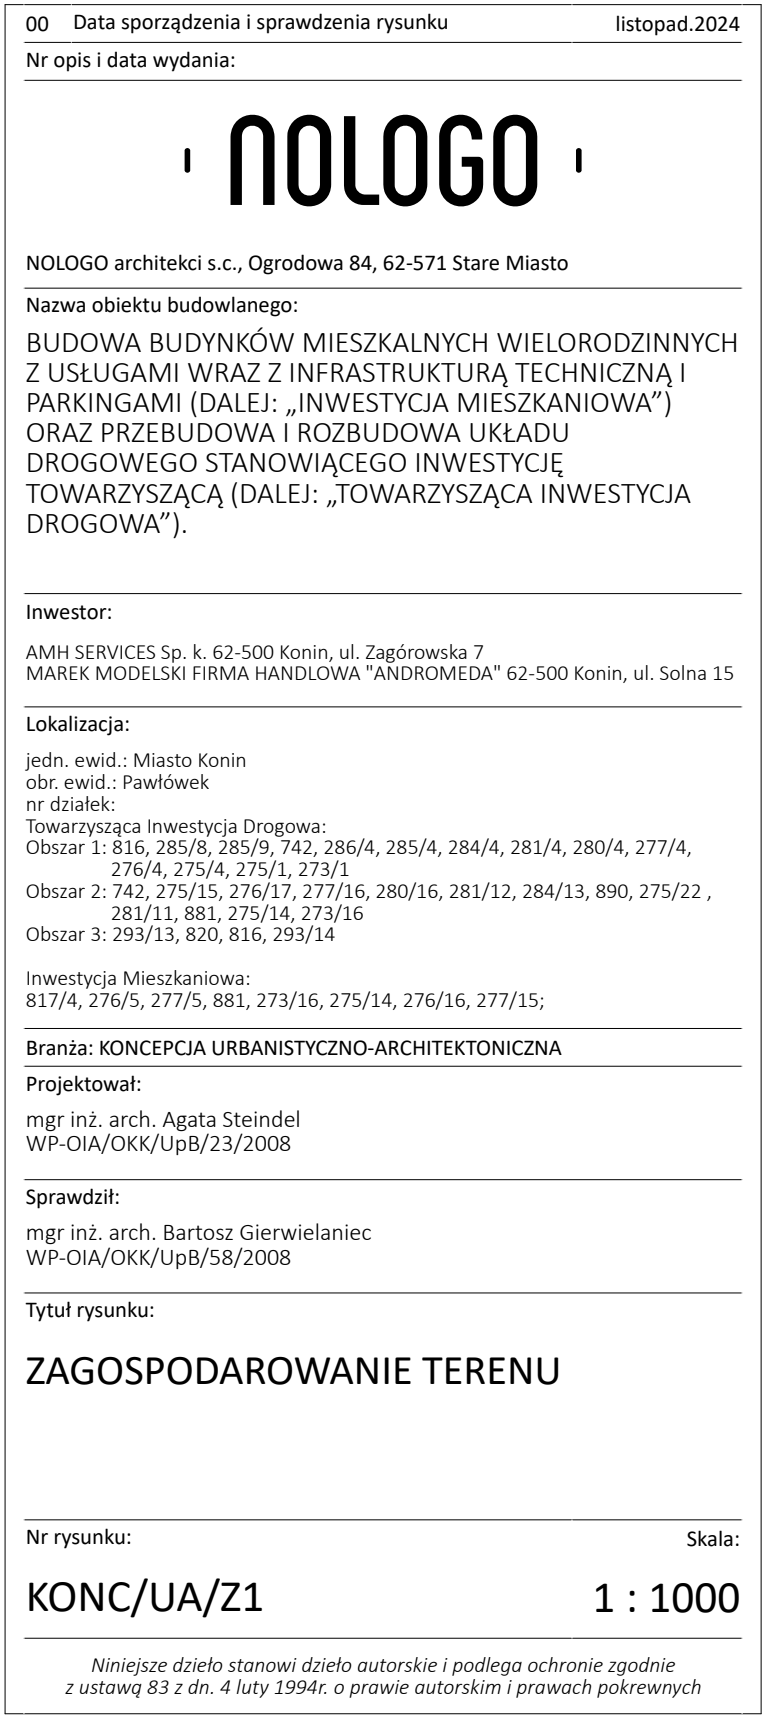 00 Data sporządzenia i sprawdzenia rysunku listopad.2024
Nr opis i data wydania:
NOLOGO
NOLOGO architekci s.c., Ogrodowa 84, 62-571 Stare Miasto
Nazwa obiektu budowlanego:
BUDOWA BUDYNKÓW MIESZKALNYCH WIELORODZINNYCH
Z USŁUGAMI WRAZ Z INFRASTRUKTURĄ TECHNICZNĄ I
PARKINGAMI (DALEJ: „INWESTYCJA MIESZKANIOWA”)
ORAZ PRZEBUDOWA I ROZBUDOWA UKŁADU
DROGOWEGO STANOWIĄCEGO INWESTYCJĘ
TOWARZYSZĄCĄ (DALEJ: „TOWARZYSZĄCA INWESTYCJA
DROGOWA”).
Inwestor:
AMH SERVICES Sp. k. 62-500 Konin, ul. Zagórowska 7
MAREK MODELSKI FIRMA HANDLOWA "ANDROMEDA" 62-500 Konin, ul. Solna 15
Lokalizacja:
jedn. ewid.: Miasto Konin
obr. ewid.: Pawłówek
nr działek:
Towarzysząca Inwestycja Drogowa:
Obszar 1: 816, 285/8, 285/9, 742, 286/4, 285/4, 284/4, 281/4, 280/4, 277/4,
276/4, 275/4, 275/1, 273/1
Obszar 2: 742, 275/15, 276/17, 277/16, 280/16, 281/12, 284/13, 890, 275/22 ,
281/11, 881, 275/14, 273/16
Obszar 3: 293/13, 820, 816, 293/14
Inwestycja Mieszkaniowa:
817/4, 276/5, 277/5, 881, 273/16, 275/14, 276/16, 277/15;
Branża: KONCEPCJA URBANISTYCZNO-ARCHITEKTONICZNA
Projektował:
mgr inż. arch. Agata Steindel
WP-OIA/OKK/UpB/23/2008
Sprawdził:
mgr inż. arch. Bartosz Gierwielaniec
WP-OIA/OKK/UpB/58/2008
Tytuł rysunku:
ZAGOSPODAROWANIE TERENU
Nr rysunku: Skala:
KONC/UA/Z1 1 : 1000
Niniejsze dzieło stanowi dzieło autorskie i podlega ochronie zgodnie
z ustawą 83 z dn. 4 luty 1994r. o prawie autorskim i prawach pokrewnych